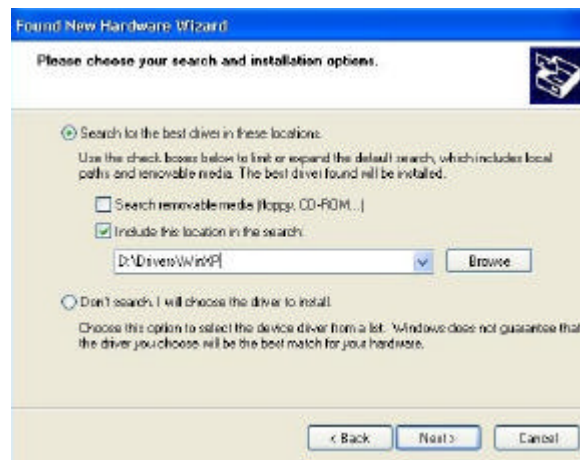 Found New Hardware Wizard
Please choose your search and installation options.
Search for the best driver in these locations.
Use the check boxes below to limit or expand the default search, which includes local
paths and removable media. The best driver found will be installed.
Search removable media (floppy, CD-ROM...)
Include this location in the search:
D:\Drivers\WinXP
Browse
Don't search. I will choose the driver to install.
Choose this option to select the device driver from a list. Windows does not guarantee that
the driver you choose will be the best match for your hardware.
< Back
Next >
Cancel